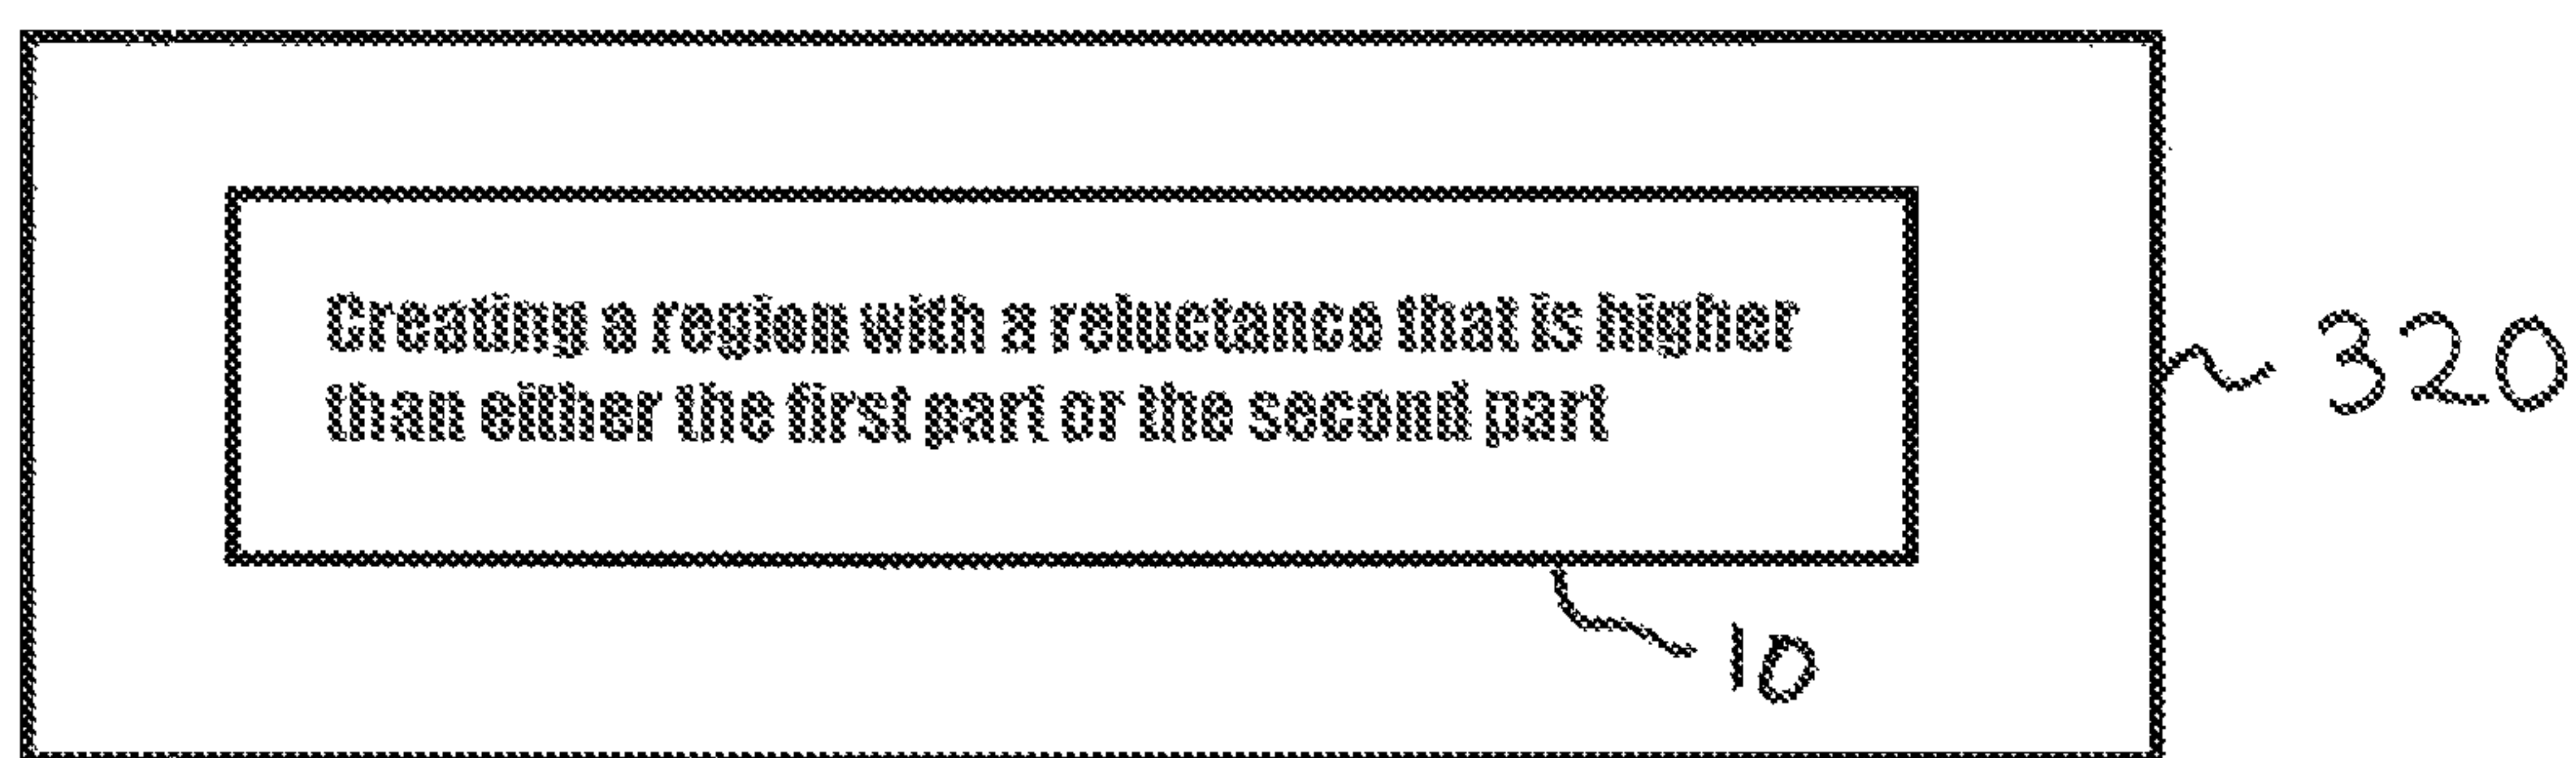 Creating a region with a reluctance that is higher
than either the first part or the second part
320
10